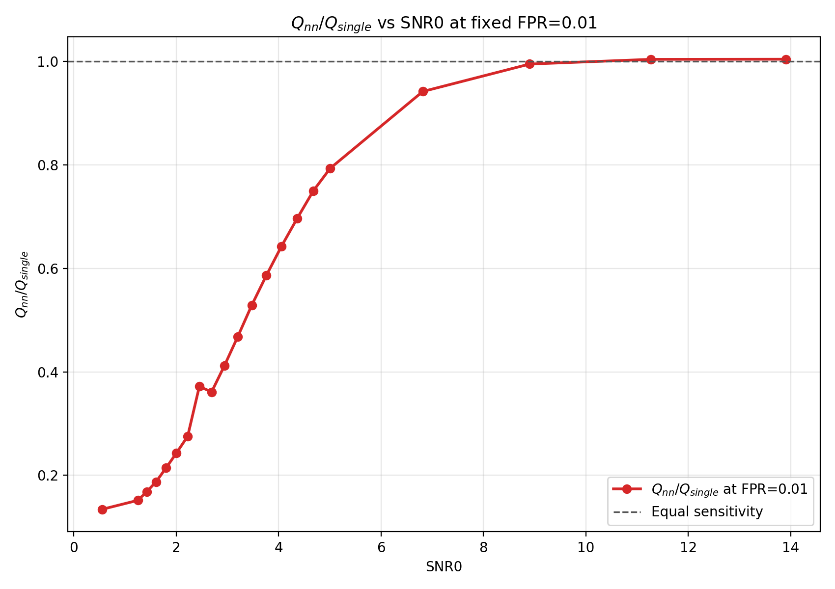 Q_nn/Q_single vs SNR0 at fixed FPR=0.01
Q_nn/Q_single
1.0
0.8
0.6
0.4
0.2
0 2 4 6 8 10 12 14
SNR0
Q_nn/Q_single at FPR=0.01
Equal sensitivity